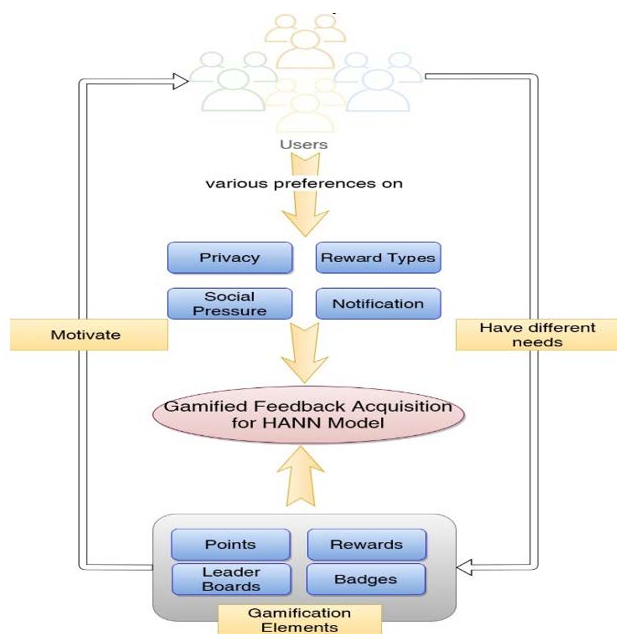 Users
various preferences on
Privacy
Reward Types
Social
Pressure
Notification
Motivate
Have different
needs
Gamified Feedback Acquisition
for HANN Model
Points
Rewards
Leader
Boards
Badges
Gamification
Elements